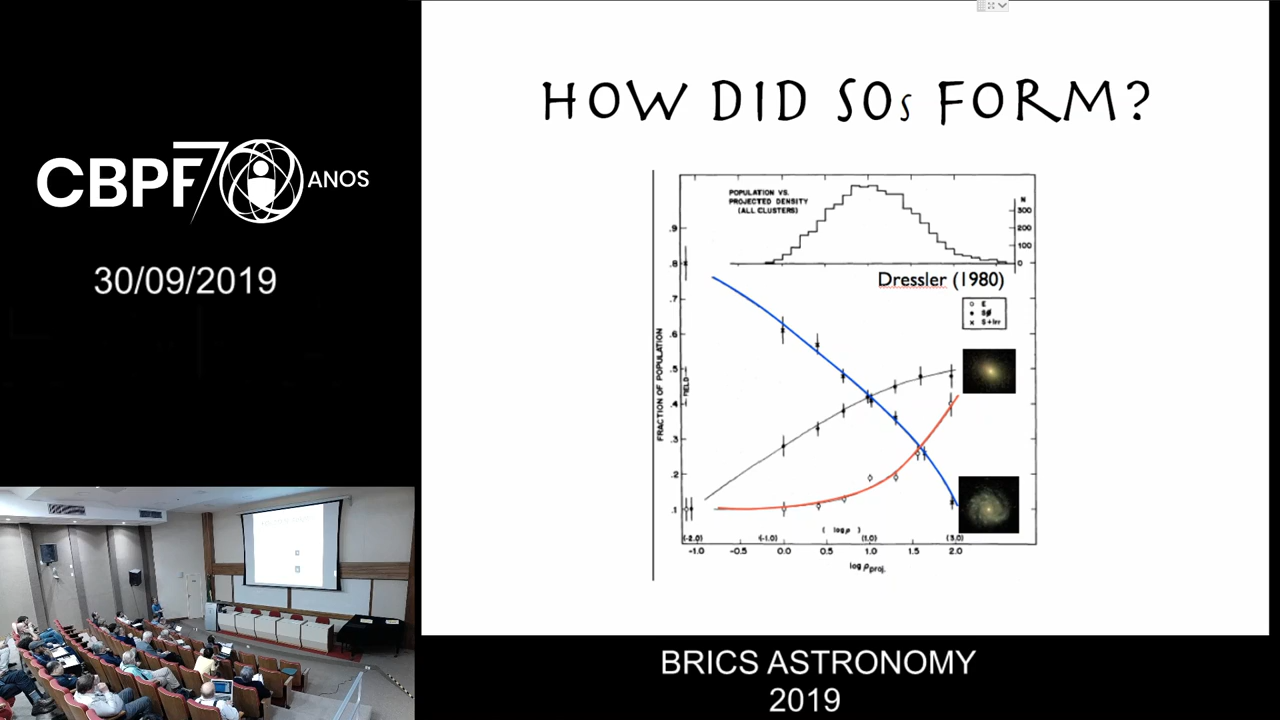 CBPF70 ANOS
30/09/2019
HOW DID S0s FORM?
POPULATION VS.
PROJECTED DENSITY
(ALL CLUSTERS)
N
300
200
100
0
Dressler (1980)
E
S0
S+Irr
FRACTION OF POPULATION
.9
.8
.7
.6
.5
.4
.3
.2
.1
FIELD
(-2.0) (-1.0) (1.0) (3.0)
( log ρ )
-1.0 -0.5 0.0 0.5 1.0 1.5 2.0
log ρ proj.
BRICS ASTRONOMY
2019